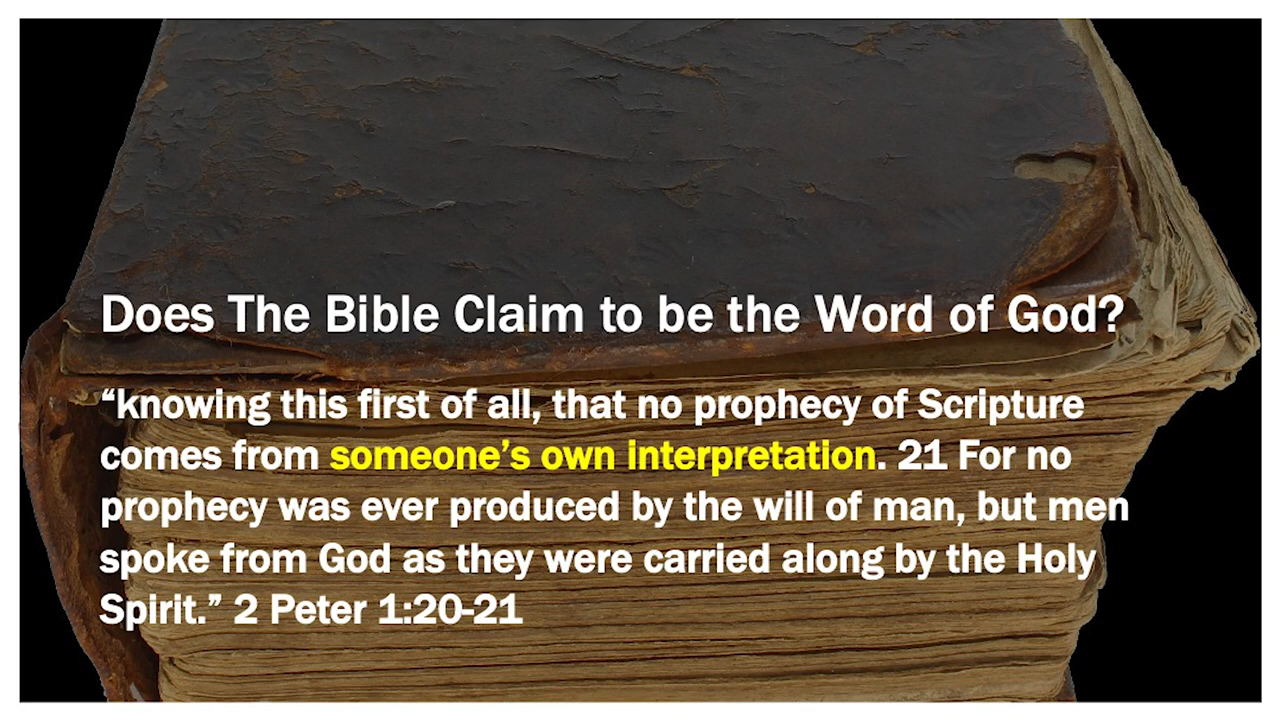 Does The Bible Claim to be the Word of God?
“knowing this first of all, that no prophecy of Scripture
comes from someone’s own interpretation. 21 For no
prophecy was ever produced by the will of man, but men
spoke from God as they were carried along by the Holy
Spirit.” 2 Peter 1:20-21